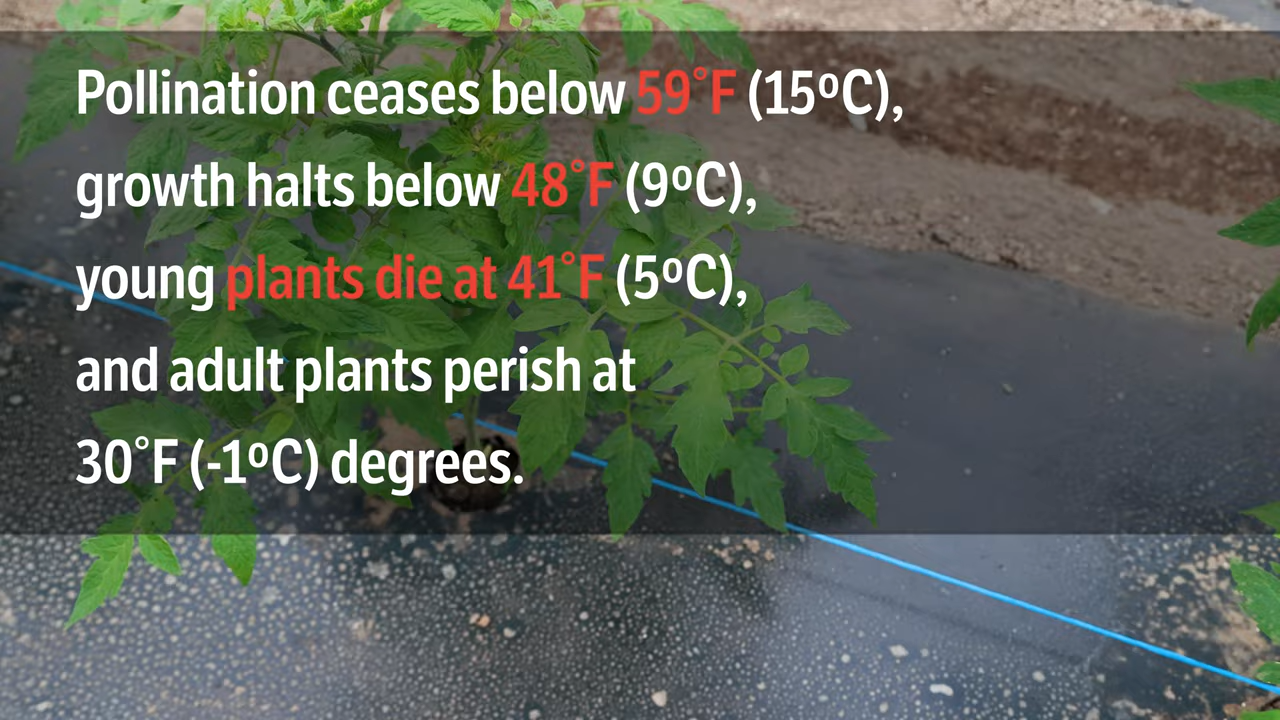 Pollination ceases below 59˚F (15ºC),
growth halts below 48˚F (9ºC),
young plants die at 41˚F (5ºC),
and adult plants perish at
30˚F (-1ºC) degrees.